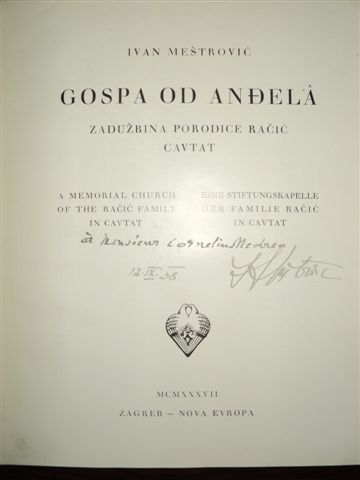 IVAN MEŠTROVIĆ
GOSPA OD ANĐELÂ
ZADUŽBINA PORODICE RAČIĆ
CAVTAT
A MEMORIAL CHURCH
OF THE RAČIĆ FAMILY
IN CAVTAT
EINE STIFTUNGSKAPELLE
DER FAMILIE RAČIĆ
IN CAVTAT
à Monsieur Cornelius Medrea
12-IX-38
MCMXXXVII
ZAGREB — NOVA EVROPA